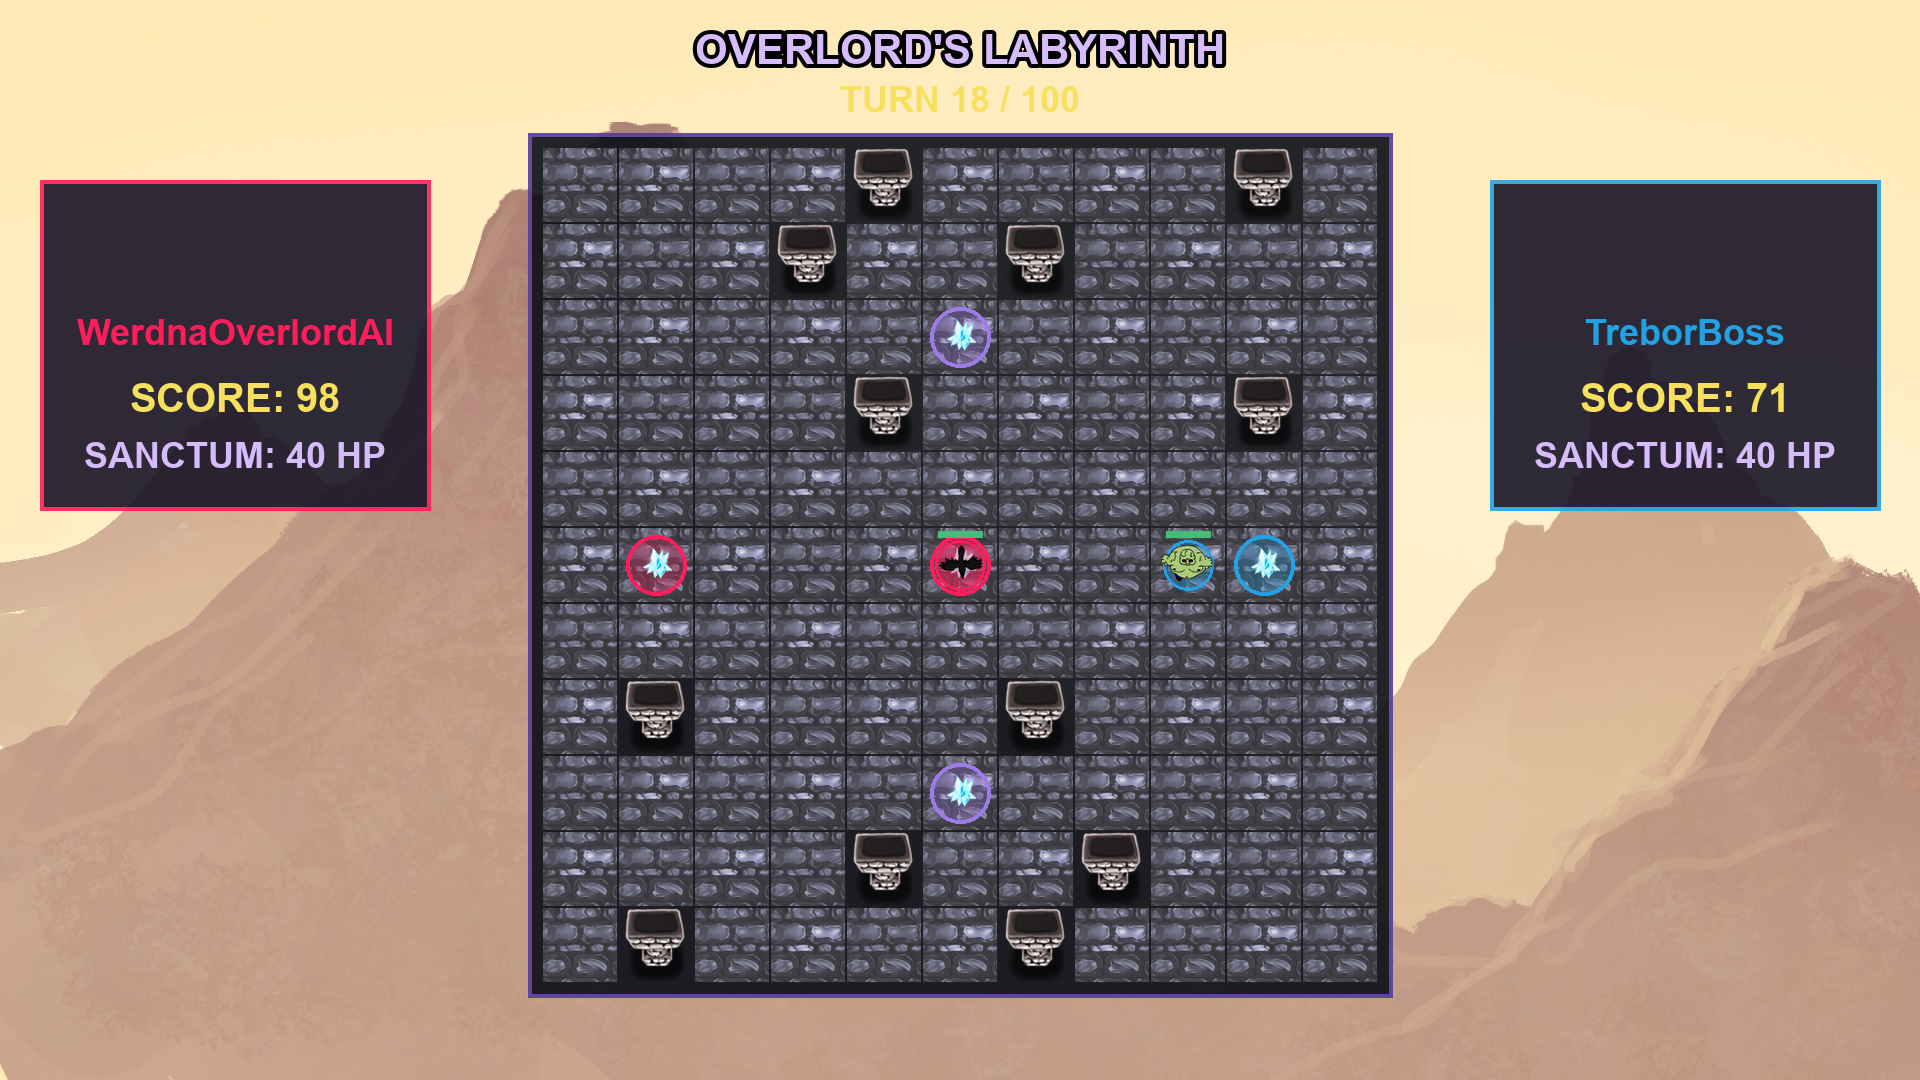 OVERLORD'S LABYRINTH
TURN 18 / 100
WerdnaOverlordAI
SCORE: 98
SANCTUM: 40 HP
TreborBoss
SCORE: 71
SANCTUM: 40 HP